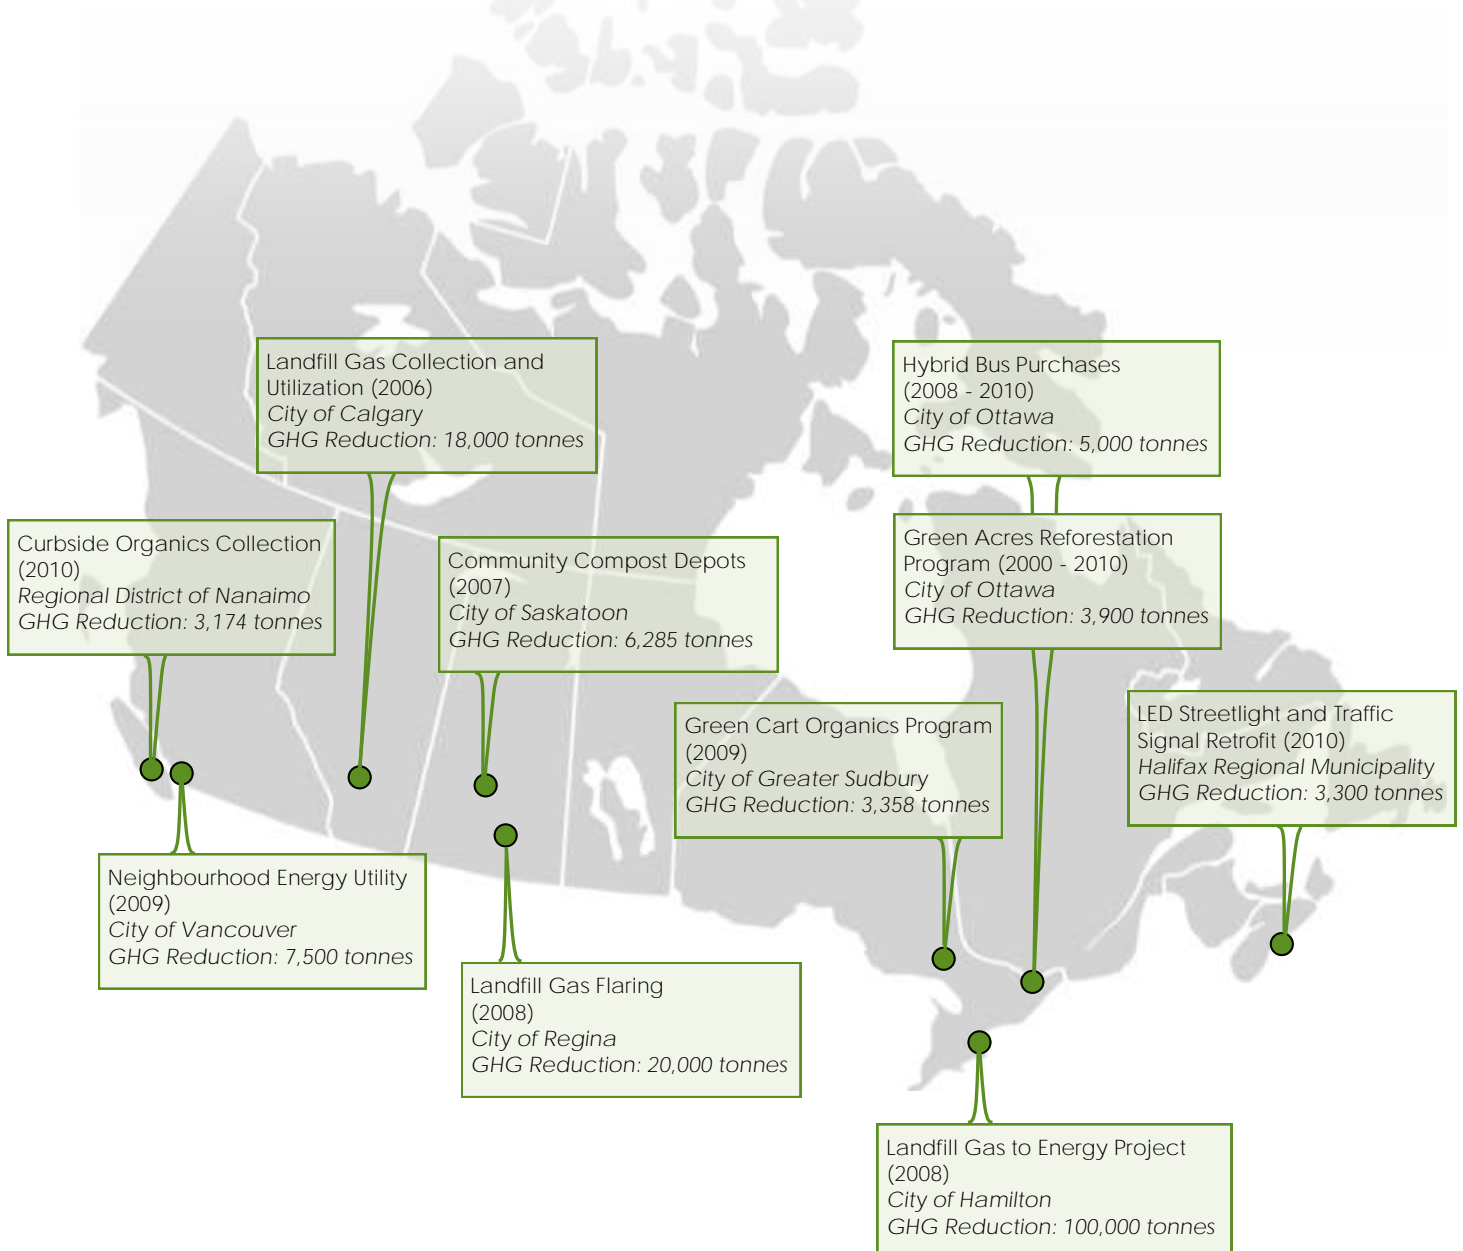 Landfill Gas Collection and
Utilization (2006)
City of Calgary
GHG Reduction: 18,000 tonnes
Hybrid Bus Purchases
(2008 - 2010)
City of Ottawa
GHG Reduction: 5,000 tonnes
Curbside Organics Collection
(2010)
Regional District of Nanaimo
GHG Reduction: 3,174 tonnes
Community Compost Depots
(2007)
City of Saskatoon
GHG Reduction: 6,285 tonnes
Green Acres Reforestation
Program (2000 - 2010)
City of Ottawa
GHG Reduction: 3,900 tonnes
Green Cart Organics Program
(2009)
City of Greater Sudbury
GHG Reduction: 3,358 tonnes
LED Streetlight and Traffic
Signal Retrofit (2010)
Halifax Regional Municipality
GHG Reduction: 3,300 tonnes
Neighbourhood Energy Utility
(2009)
City of Vancouver
GHG Reduction: 7,500 tonnes
Landfill Gas Flaring
(2008)
City of Regina
GHG Reduction: 20,000 tonnes
Landfill Gas to Energy Project
(2008)
City of Hamilton
GHG Reduction: 100,000 tonnes